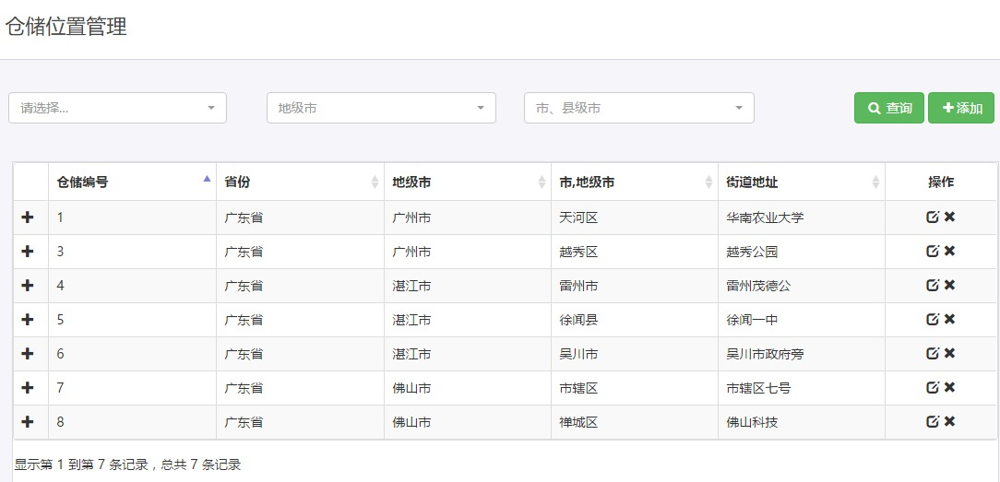 仓储位置管理
请选择... 地级市 市、县级市 查询 添加
仓储编号 省份 地级市 市,地级市 街道地址 操作
1 广东省 广州市 天河区 华南农业大学
3 广东省 广州市 越秀区 越秀公园
4 广东省 湛江市 雷州市 雷州茂德公
5 广东省 湛江市 徐闻县 徐闻一中
6 广东省 湛江市 吴川市 吴川市政府旁
7 广东省 佛山市 市辖区 市辖区七号
8 广东省 佛山市 禅城区 佛山科技
显示第 1 到第 7 条记录，总共 7 条记录